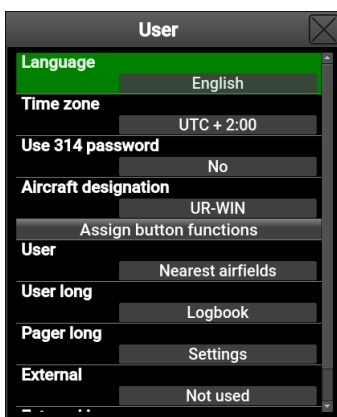 User
Language
English
Time zone
UTC + 2:00
Use 314 password
No
Aircraft designation
UR-WIN
Assign button functions
User
Nearest airfields
User long
Logbook
Pager long
Settings
External
Not used